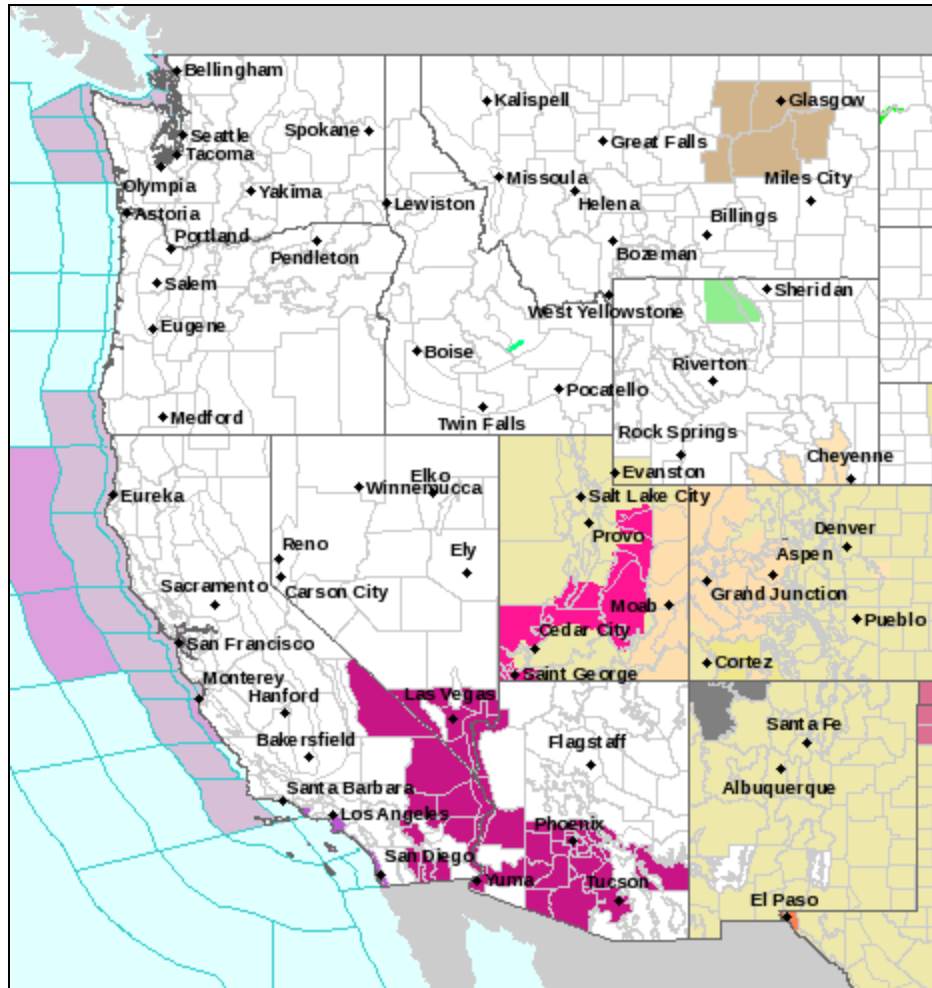 Bellingham
Kalispell
Glasgow
Spokane
Seattle
Great Falls
Tacoma
Olympia
Missoula
Miles City
Yakima
Lewiston
Helena
Astoria
Billings
Portland
Pendleton
Bozeman
Salem
Sheridan
West Yellowstone
Eugene
Boise
Riverton
Pocatello
Medford
Twin Falls
Rock Springs
Cheyenne
Elko
Evanston
Winnemucca
Eureka
Salt Lake City
Provo
Denver
Reno
Ely
Aspen
Sacramento
Carson City
Grand Junction
Moab
Pueblo
Cedar City
San Francisco
Cortez
Saint George
Monterey
Hanford
Las Vegas
Santa Fe
Bakersfield
Flagstaff
Santa Barbara
Albuquerque
Los Angeles
Phoenix
San Diego
Yuma
Tucson
El Paso